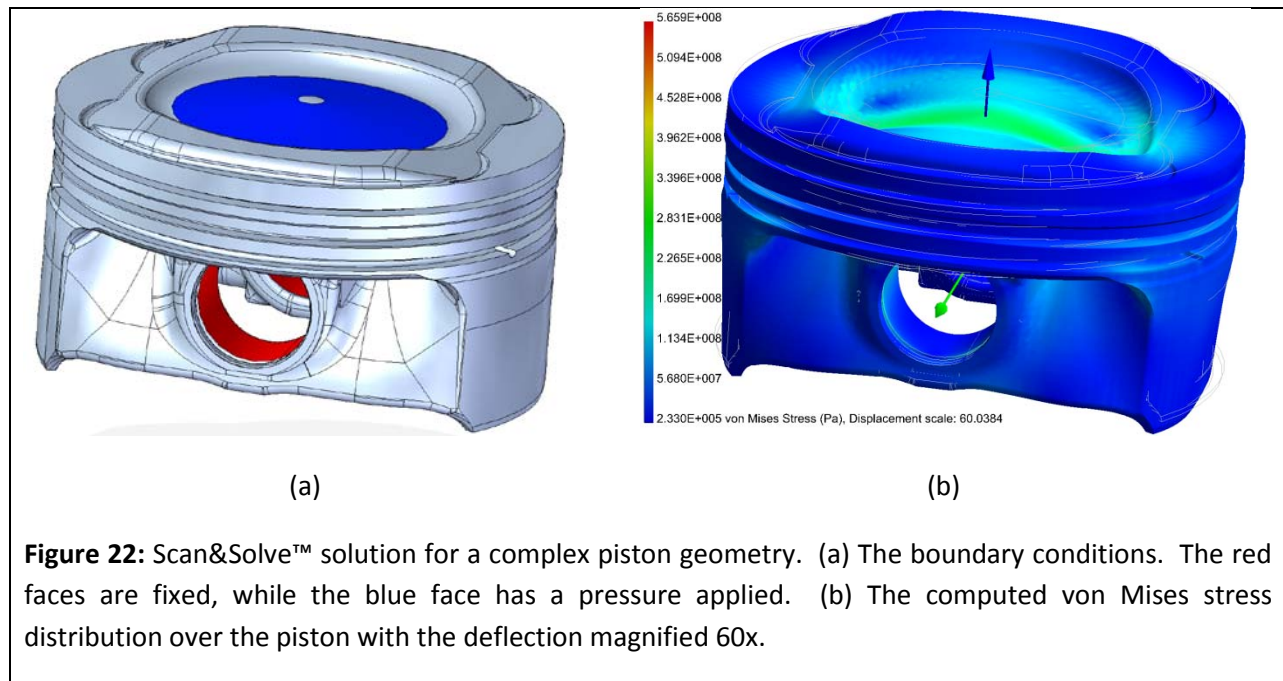 5.659E+008
5.094E+008
4.528E+008
3.962E+008
3.396E+008
2.831E+008
2.265E+008
1.699E+008
1.134E+008
5.680E+007
2.330E+005 von Mises Stress (Pa), Displacement scale: 60.0384
(a)
(b)
Figure 22: Scan&Solve™ solution for a complex piston geometry. (a) The boundary conditions. The red
faces are fixed, while the blue face has a pressure applied. (b) The computed von Mises stress
distribution over the piston with the deflection magnified 60x.